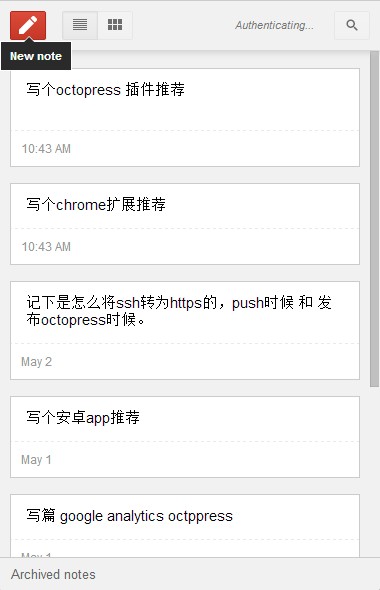 Authenticating...
New note
写个octopress 插件推荐
10:43 AM
写个chrome扩展推荐
10:43 AM
记下是怎么将ssh转为https的，push时候 和 发
布octopress时候。
May 2
写个安卓app推荐
May 1
写篇 google analytics octppress
May 1
Archived notes